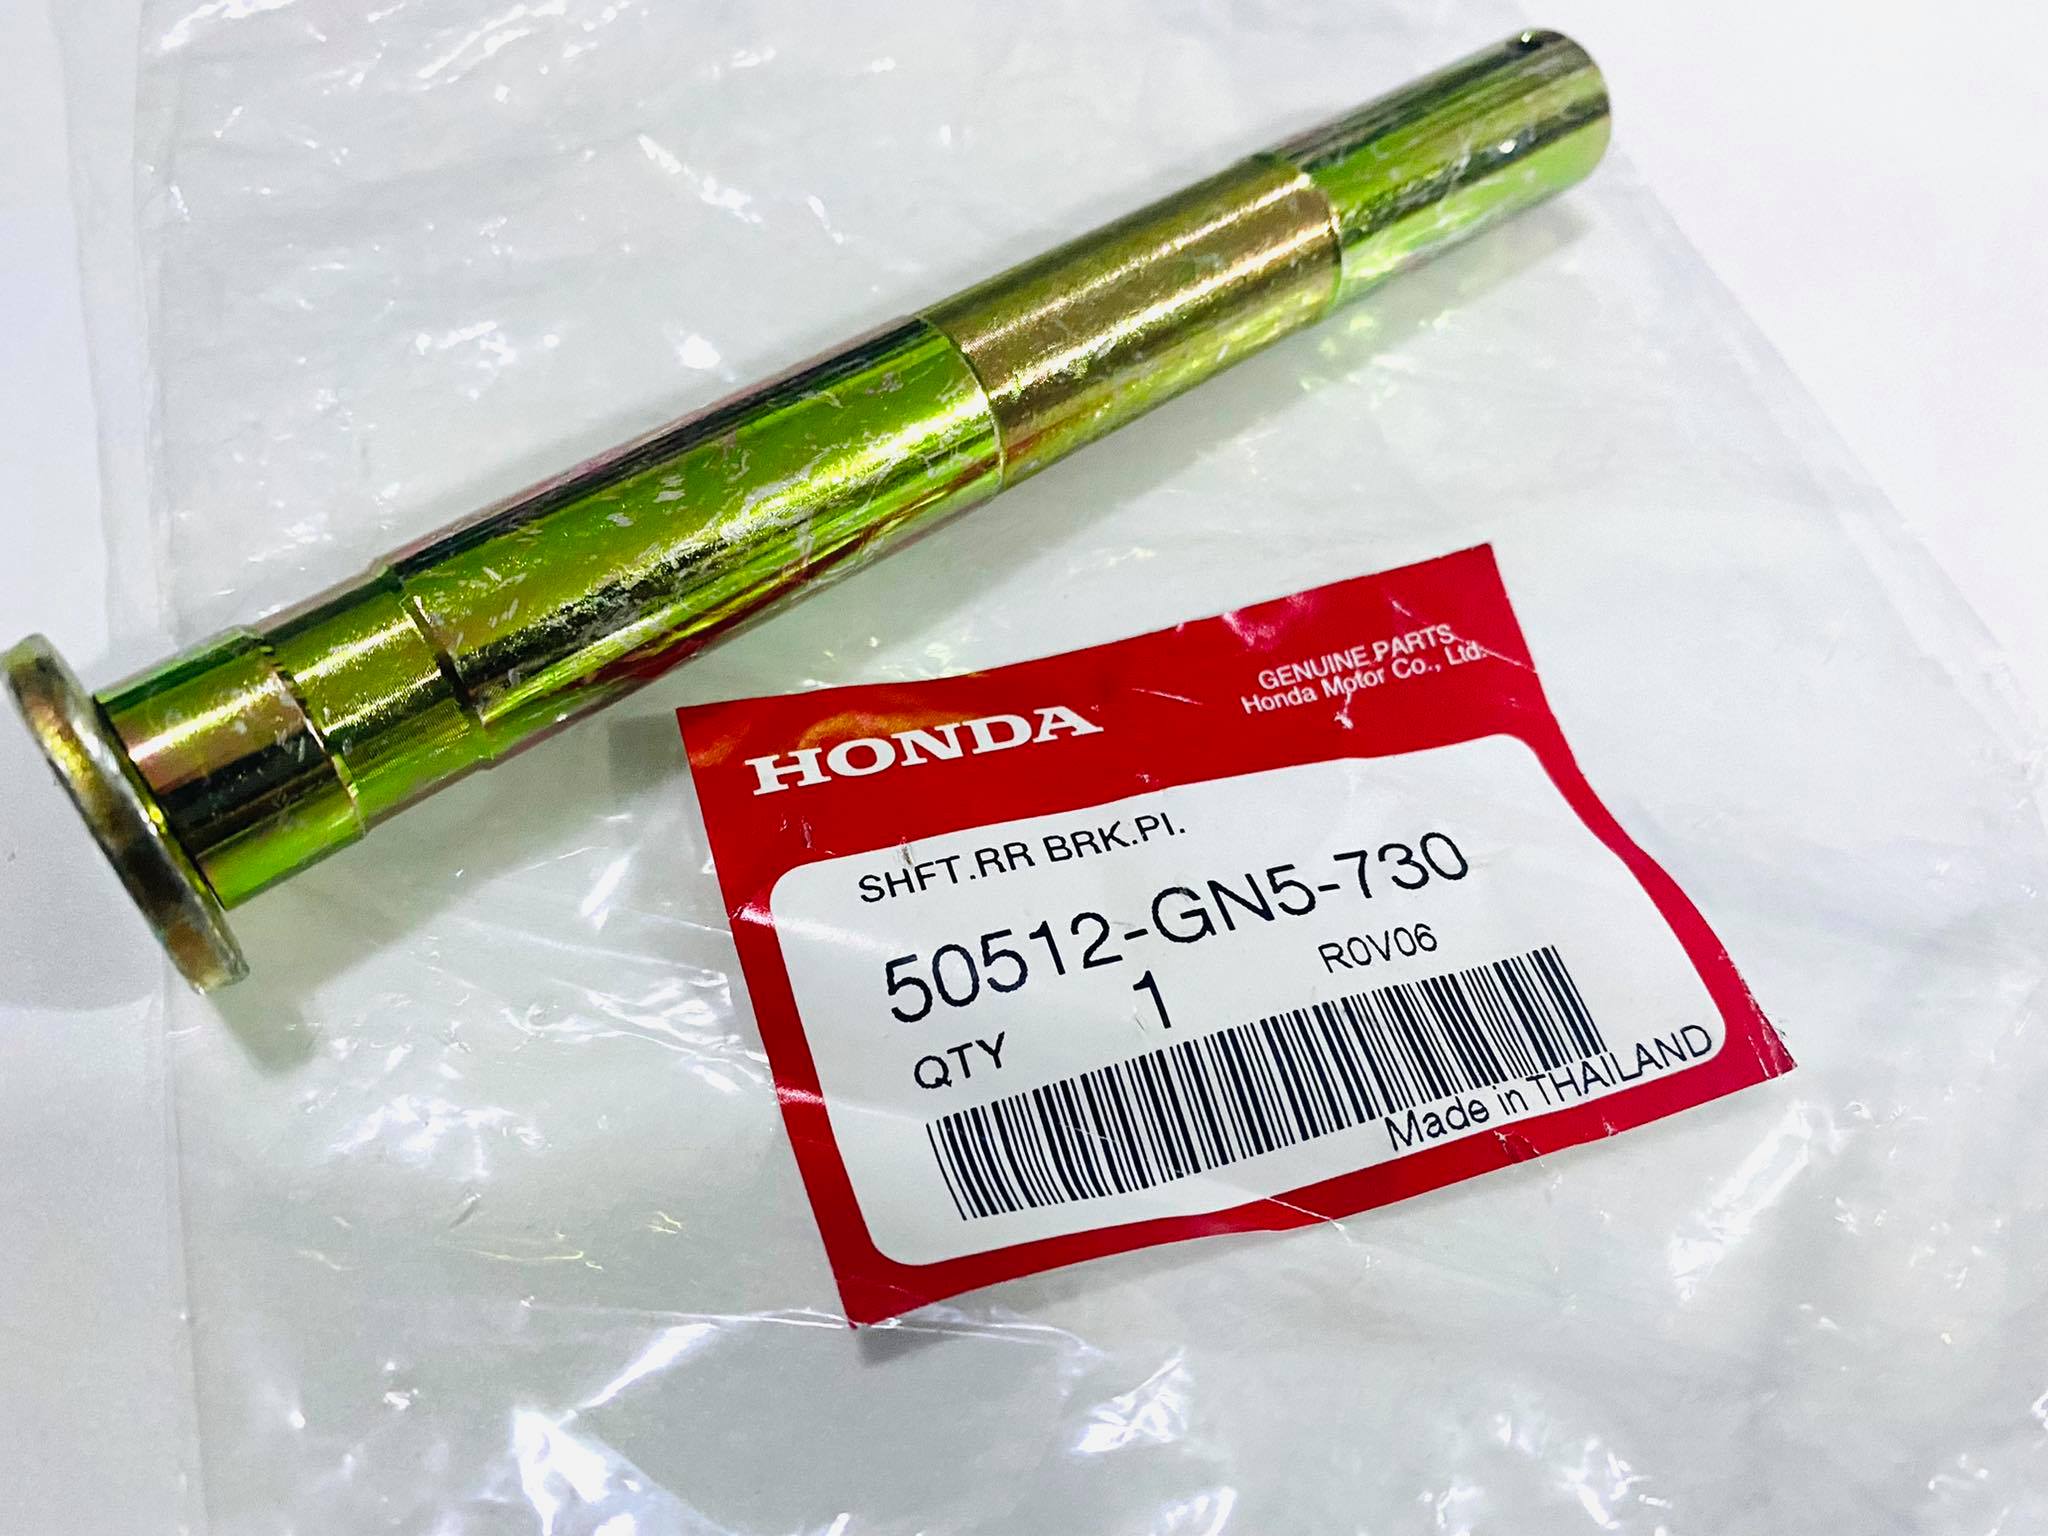 HONDA
GENUINE PARTS
Honda Motor Co., Ltd.
SHFT.RR BRK.PI.
50512-GN5-730
QTY 1 R0V06
Made in THAILAND